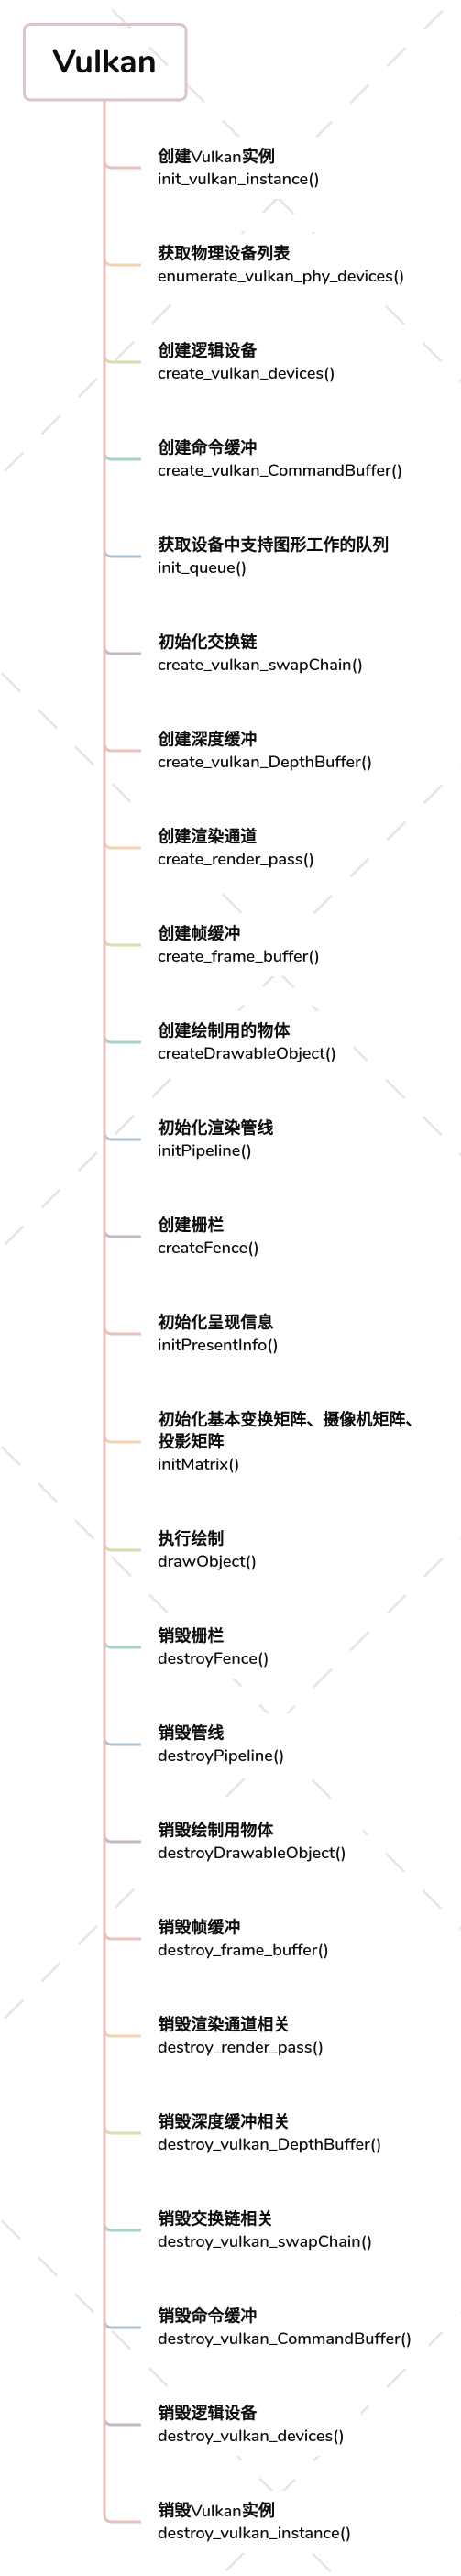 Vulkan
创建Vulkan实例
init_vulkan_instance()
获取物理设备列表
enumerate_vulkan_phy_devices()
创建逻辑设备
create_vulkan_devices()
创建命令缓冲
create_vulkan_CommandBuffer()
获取设备中支持图形工作的队列
init_queue()
初始化交换链
create_vulkan_swapChain()
创建深度缓冲
create_vulkan_DepthBuffer()
创建渲染通道
create_render_pass()
创建帧缓冲
create_frame_buffer()
创建绘制用的物体
createDrawableObject()
初始化渲染管线
initPipeline()
创建栅栏
createFence()
初始化呈现信息
initPresentInfo()
初始化基本变换矩阵、摄像机矩阵、
投影矩阵
initMatrix()
执行绘制
drawObject()
销毁栅栏
destroyFence()
销毁管线
destroyPipeline()
销毁绘制用物体
destroyDrawableObject()
销毁帧缓冲
destroy_frame_buffer()
销毁渲染通道相关
destroy_render_pass()
销毁深度缓冲相关
destroy_vulkan_DepthBuffer()
销毁交换链相关
destroy_vulkan_swapChain()
销毁命令缓冲
destroy_vulkan_CommandBuffer()
销毁逻辑设备
destroy_vulkan_devices()
销毁Vulkan实例
destroy_vulkan_instance()